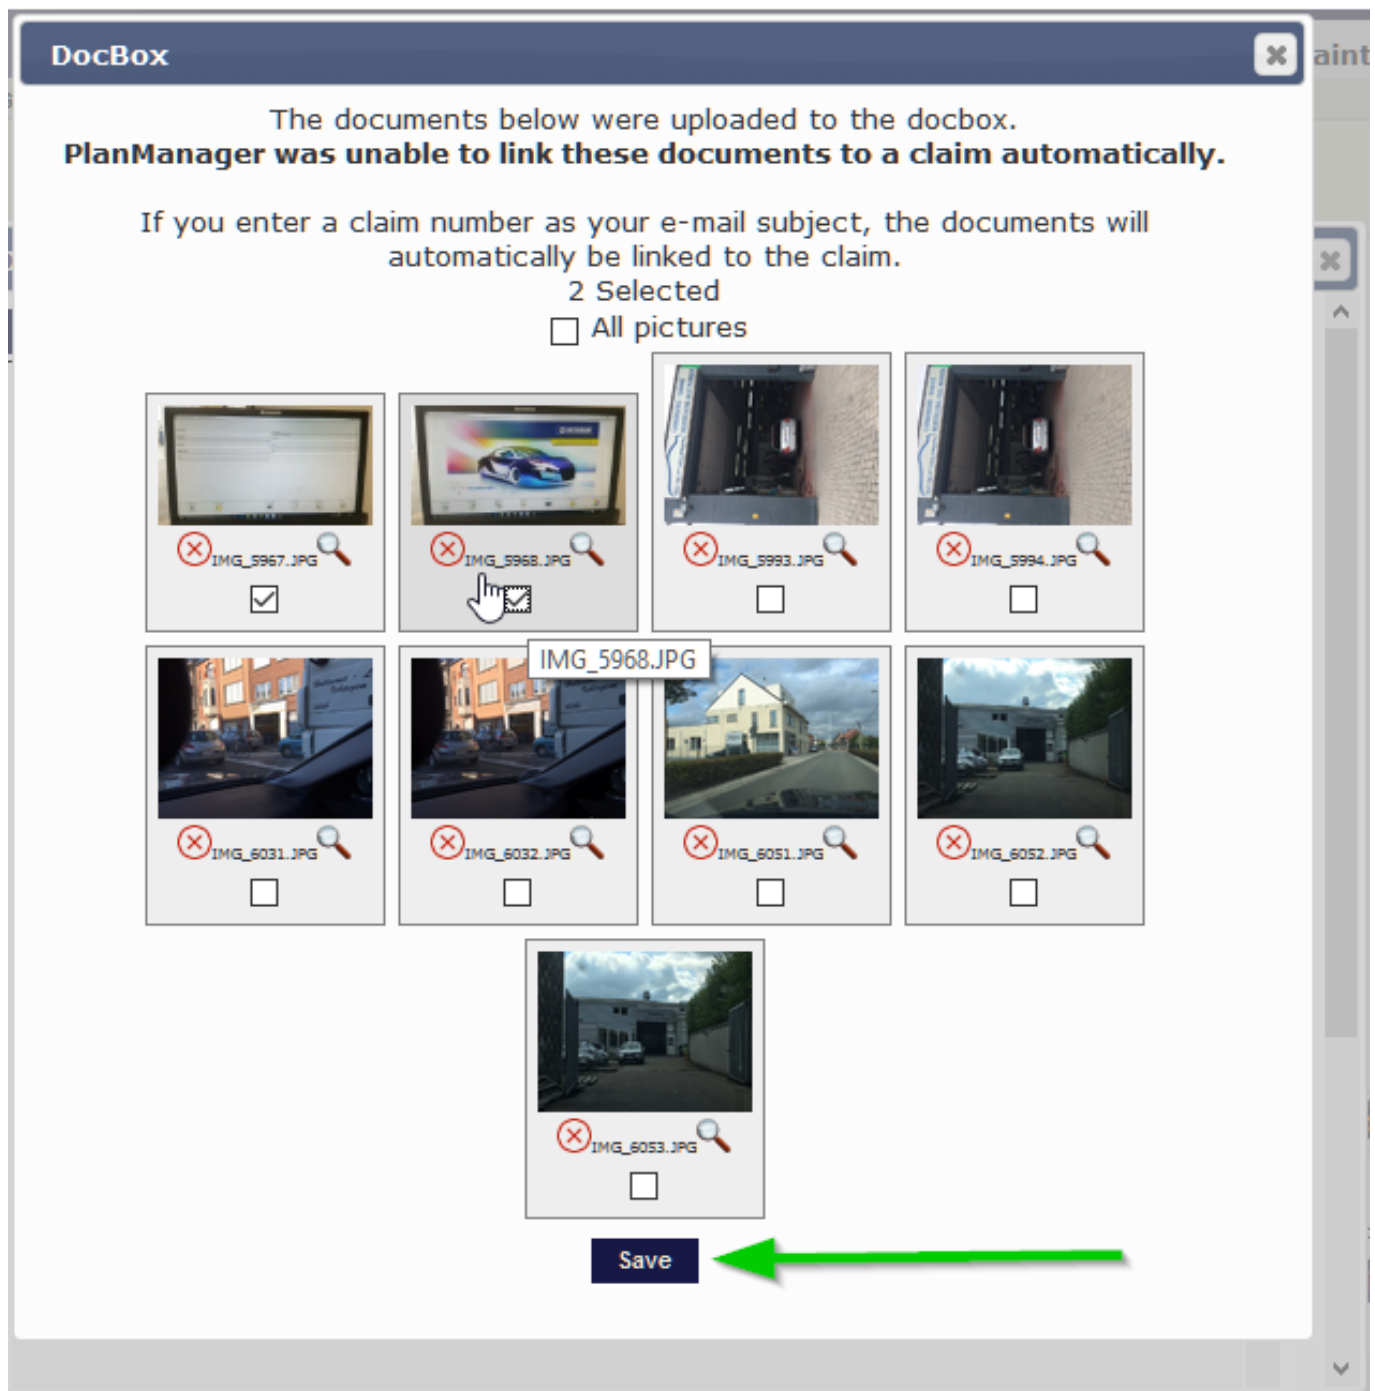 DocBox
aint
The documents below were uploaded to the docbox.
PlanManager was unable to link these documents to a claim automatically.
If you enter a claim number as your e-mail subject, the documents will
automatically be linked to the claim.
2 Selected
All pictures
IMG_5967.JPG
IMG_5968.JPG
IMG_5993.JPG
IMG_5994.JPG
IMG_5968.JPG
IMG_6031.JPG
IMG_6032.JPG
IMG_6051.JPG
IMG_6052.JPG
IMG_6053.JPG
Save